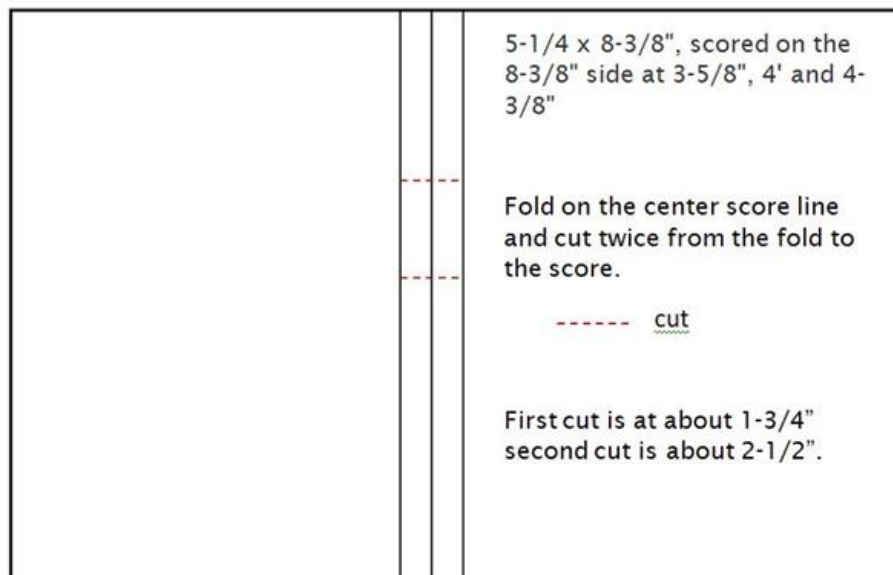 5-1/4 x 8-3/8", scored on the
8-3/8" side at 3-5/8", 4' and 4-
3/8"
Fold on the center score line
and cut twice from the fold to
the score.
------ cut
First cut is at about 1-3/4”
second cut is about 2-1/2”.